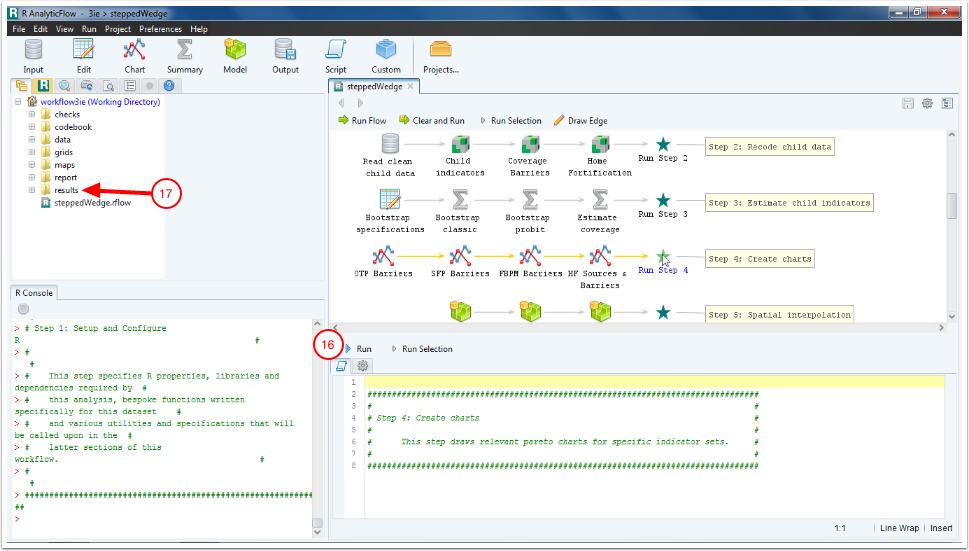 R AnalyticFlow - 3ie > steppedWedge
File Edit View Run Project Preferences Help
Input Edit Chart Summary Model Output Script Custom Projects...
workflow3ie (Working Directory)
checks
codebook
data
grids
maps
report
results
steppedWedge.rflow
17
steppedWedge
Run Flow Clear and Run Run Selection Draw Edge
Read clean child data
Child indicators
Coverage Barriers
Home Fortification
Run Step 2
Step 2: Recode child data
Bootstrap specifications
Bootstrap classic
Bootstrap probit
Estimate coverage
Run Step 3
Step 3: Estimate child indicators
OTP Barriers
SFP Barriers
FBPM Barriers
HF Sources & Barriers
Run Step 4
Step 4: Create charts
Step 5: Spatial interpolation
R Console
> # Step 1: Setup and Configure
R #
> #
#
> # This step specifies R properties, libraries and
dependencies required by #
> # this analysis, bespoke functions written
specifically for this dataset #
> # and various utilities and specifications that will
be called upon in the #
> # latter sections of this
workflow. #
> #
#
> ##########################################################
##
>
16
Run Run Selection
1
2 ################################################################################
3 # #
4 # Step 4: Create charts #
5 # #
6 # This step draws relevant pareto charts for specific indicator sets. #
7 # #
8 ################################################################################
1:1 Line Wrap Insert